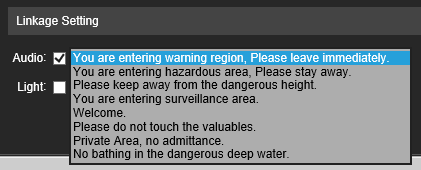 Linkage Setting
Audio: You are entering warning region, Please leave immediately.
You are entering hazardous area, Please stay away.
Light: Please keep away from the dangerous height.
You are entering surveillance area.
Welcome.
Please do not touch the valuables.
Private Area, no admittance.
No bathing in the dangerous deep water.